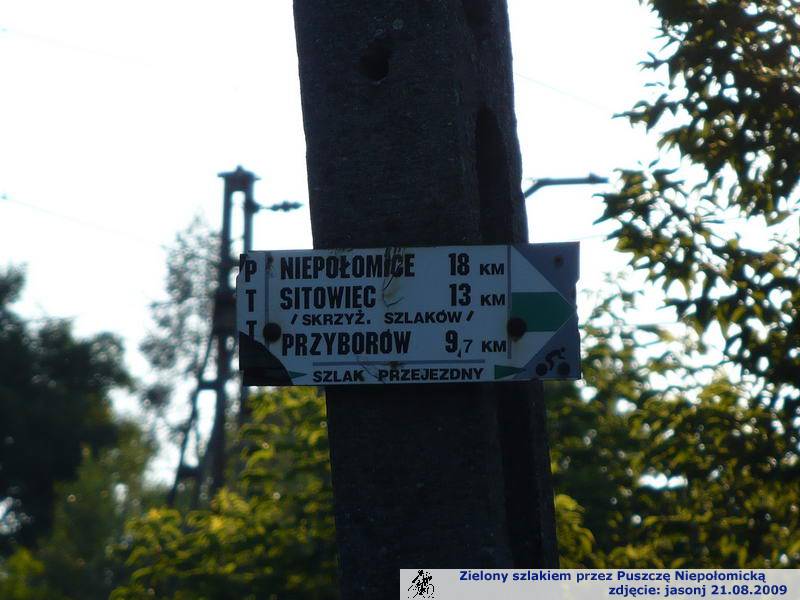 PTT
NIEPOŁOMICE 18 KM
SITOWIEC 13 KM
/SKRZYŻ. SZLAKÓW/
PRZYBORÓW 9,7 KM
SZLAK PRZEJEZDNY
Zielony szlakiem przez Puszczę Niepołomicką
zdjęcie: jasonj 21.08.2009